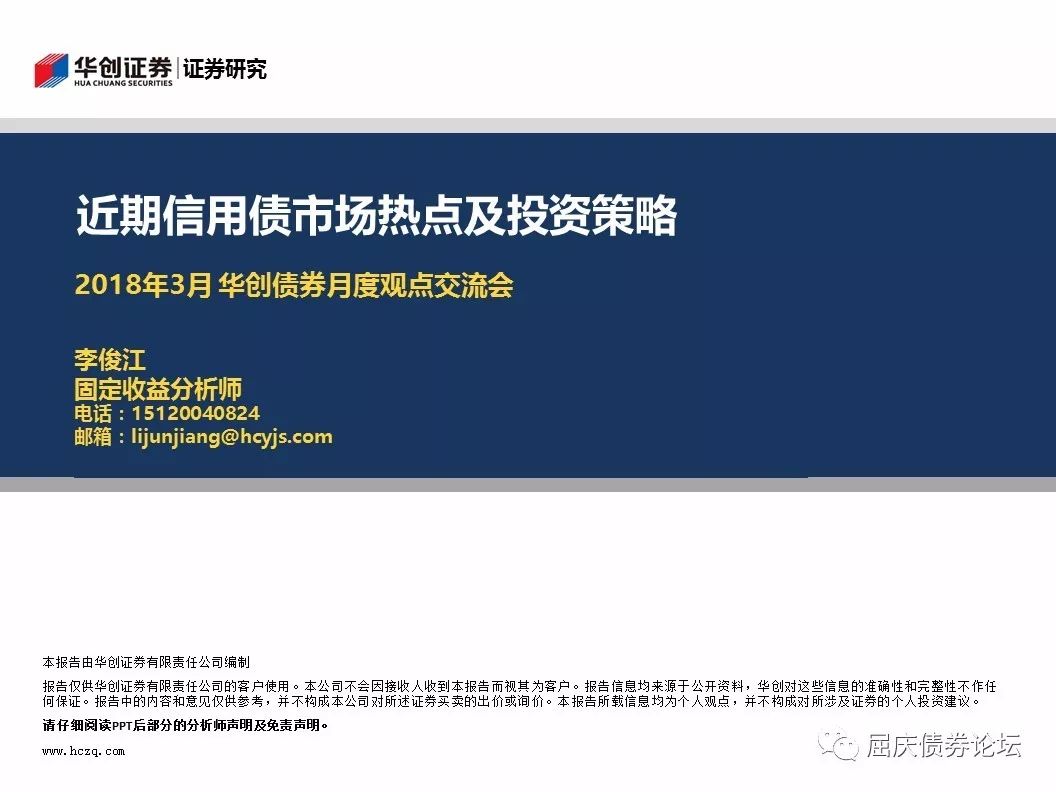 华创证券 | 证券研究
HUA CHUANG SECURITIES
近期信用债市场热点及投资策略
2018年3月 华创债券月度观点交流会
李俊江
固定收益分析师
电话：15120040824
邮箱：lijunjiang@hcyjs.com
本报告由华创证券有限责任公司编制
报告仅供华创证券有限责任公司的客户使用。本公司不会因接收人收到本报告而视其为客户。报告信息均来源于公开资料，华创对这些信息的准确性和完整性不作任
何保证。报告中的内容和意见仅供参考，并不构成本公司对所述证券买卖的出价或询价。本报告所载信息均为个人观点，并不构成对所涉及证券的个人投资建议。
请仔细阅读PPT后部分的分析师声明及免责声明。
www.hczq.com
屈庆债券论坛